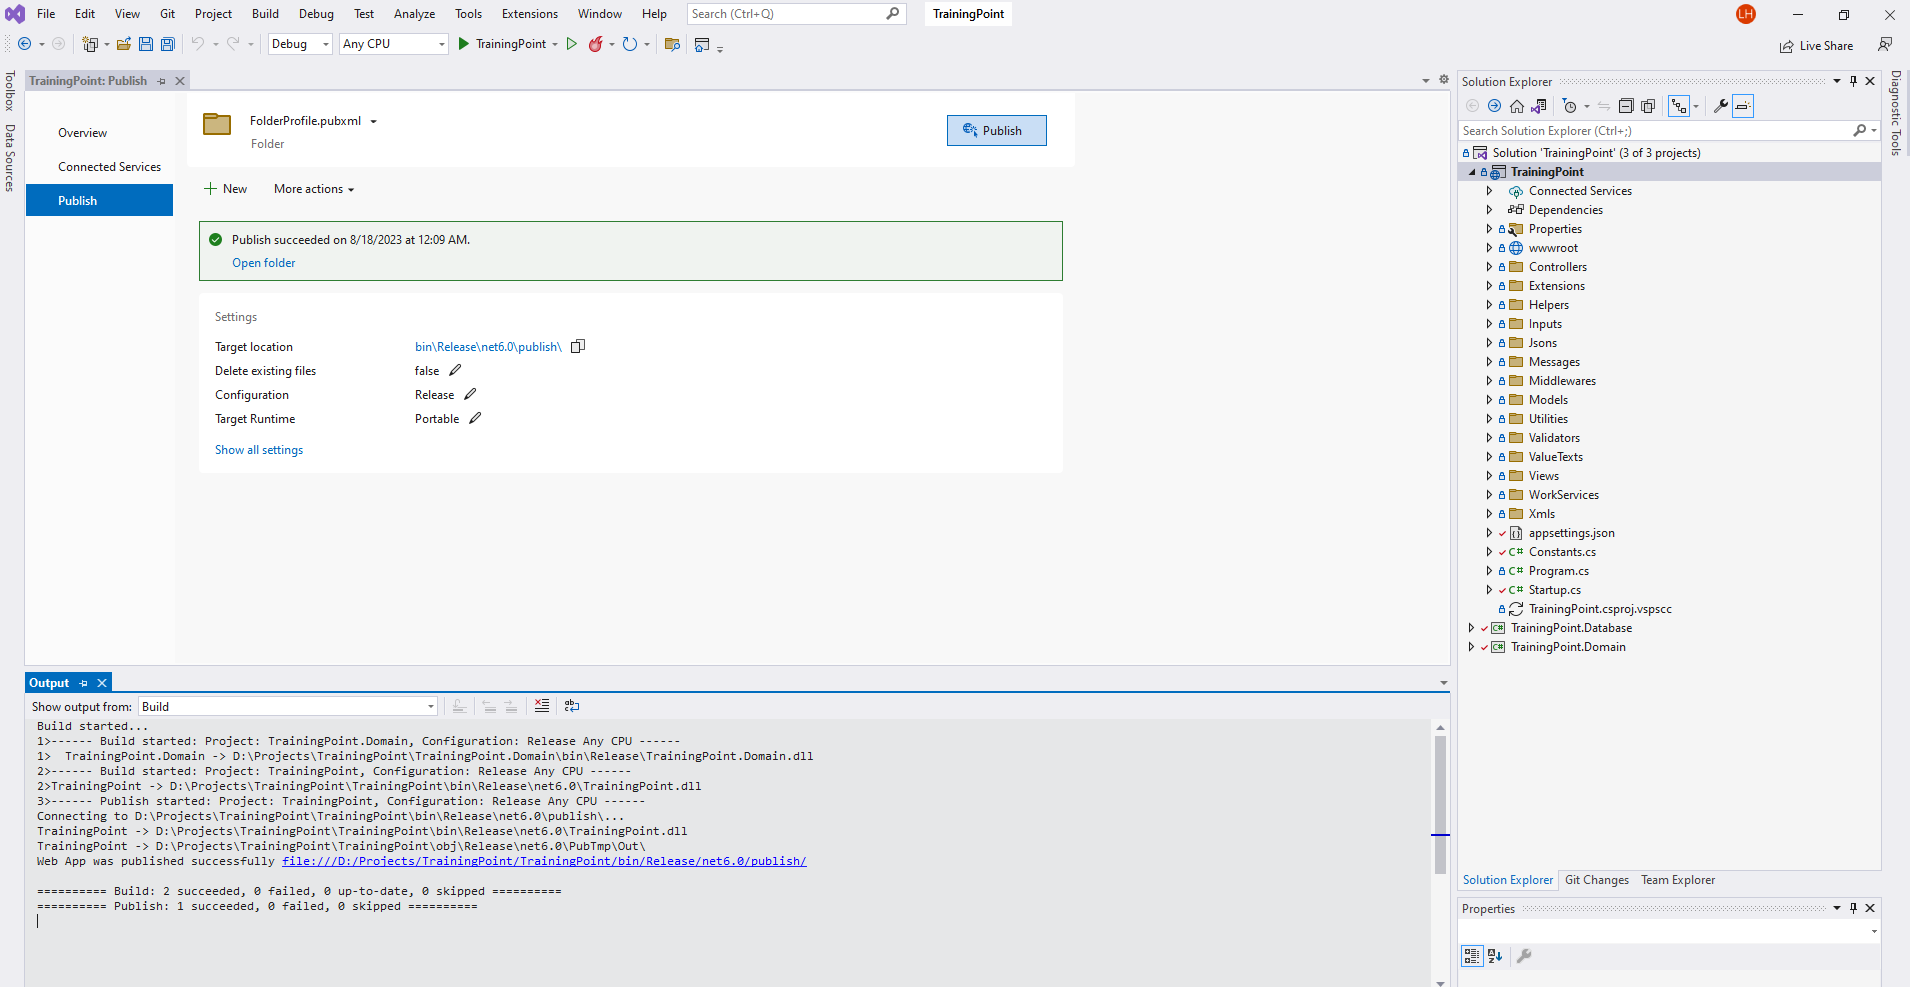 File Edit View Git Project Build Debug Test Analyze Tools Extensions Window Help Search (Ctrl+Q) TrainingPoint LH
Debug Any CPU TrainingPoint Live Share
Toolbox
Data Sources
TrainingPoint: Publish
Overview
Connected Services
Publish
FolderProfile.pubxml
Folder
Publish
New More actions
Publish succeeded on 8/18/2023 at 12:09 AM.
Open folder
Settings
Target location bin\Release\net6.0\publish\
Delete existing files false
Configuration Release
Target Runtime Portable
Show all settings
Output
Show output from: Build
Build started...
1>------ Build started: Project: TrainingPoint.Domain, Configuration: Release Any CPU ------
1>  TrainingPoint.Domain -> D:\Projects\TrainingPoint\TrainingPoint.Domain\bin\Release\TrainingPoint.Domain.dll
2>------ Build started: Project: TrainingPoint, Configuration: Release Any CPU ------
2>TrainingPoint -> D:\Projects\TrainingPoint\TrainingPoint\bin\Release\net6.0\TrainingPoint.dll
3>------ Publish started: Project: TrainingPoint, Configuration: Release Any CPU ------
Connecting to D:\Projects\TrainingPoint\TrainingPoint\bin\Release\net6.0\publish\...
TrainingPoint -> D:\Projects\TrainingPoint\TrainingPoint\bin\Release\net6.0\TrainingPoint.dll
TrainingPoint -> D:\Projects\TrainingPoint\TrainingPoint\obj\Release\net6.0\PubTmp\Out\
Web App was published successfully file:///D:/Projects/TrainingPoint/TrainingPoint/bin/Release/net6.0/publish/
========== Build: 2 succeeded, 0 failed, 0 up-to-date, 0 skipped ==========
========== Publish: 1 succeeded, 0 failed, 0 skipped ==========
Solution Explorer
Search Solution Explorer (Ctrl+;)
Solution 'TrainingPoint' (3 of 3 projects)
TrainingPoint
Connected Services
Dependencies
Properties
wwwroot
Controllers
Extensions
Helpers
Inputs
Jsons
Messages
Middlewares
Models
Utilities
Validators
ValueTexts
Views
WorkServices
Xmls
appsettings.json
C# Constants.cs
C# Program.cs
C# Startup.cs
TrainingPoint.csproj.vspscc
C# TrainingPoint.Database
C# TrainingPoint.Domain
Solution Explorer Git Changes Team Explorer
Properties
Diagnostic Tools